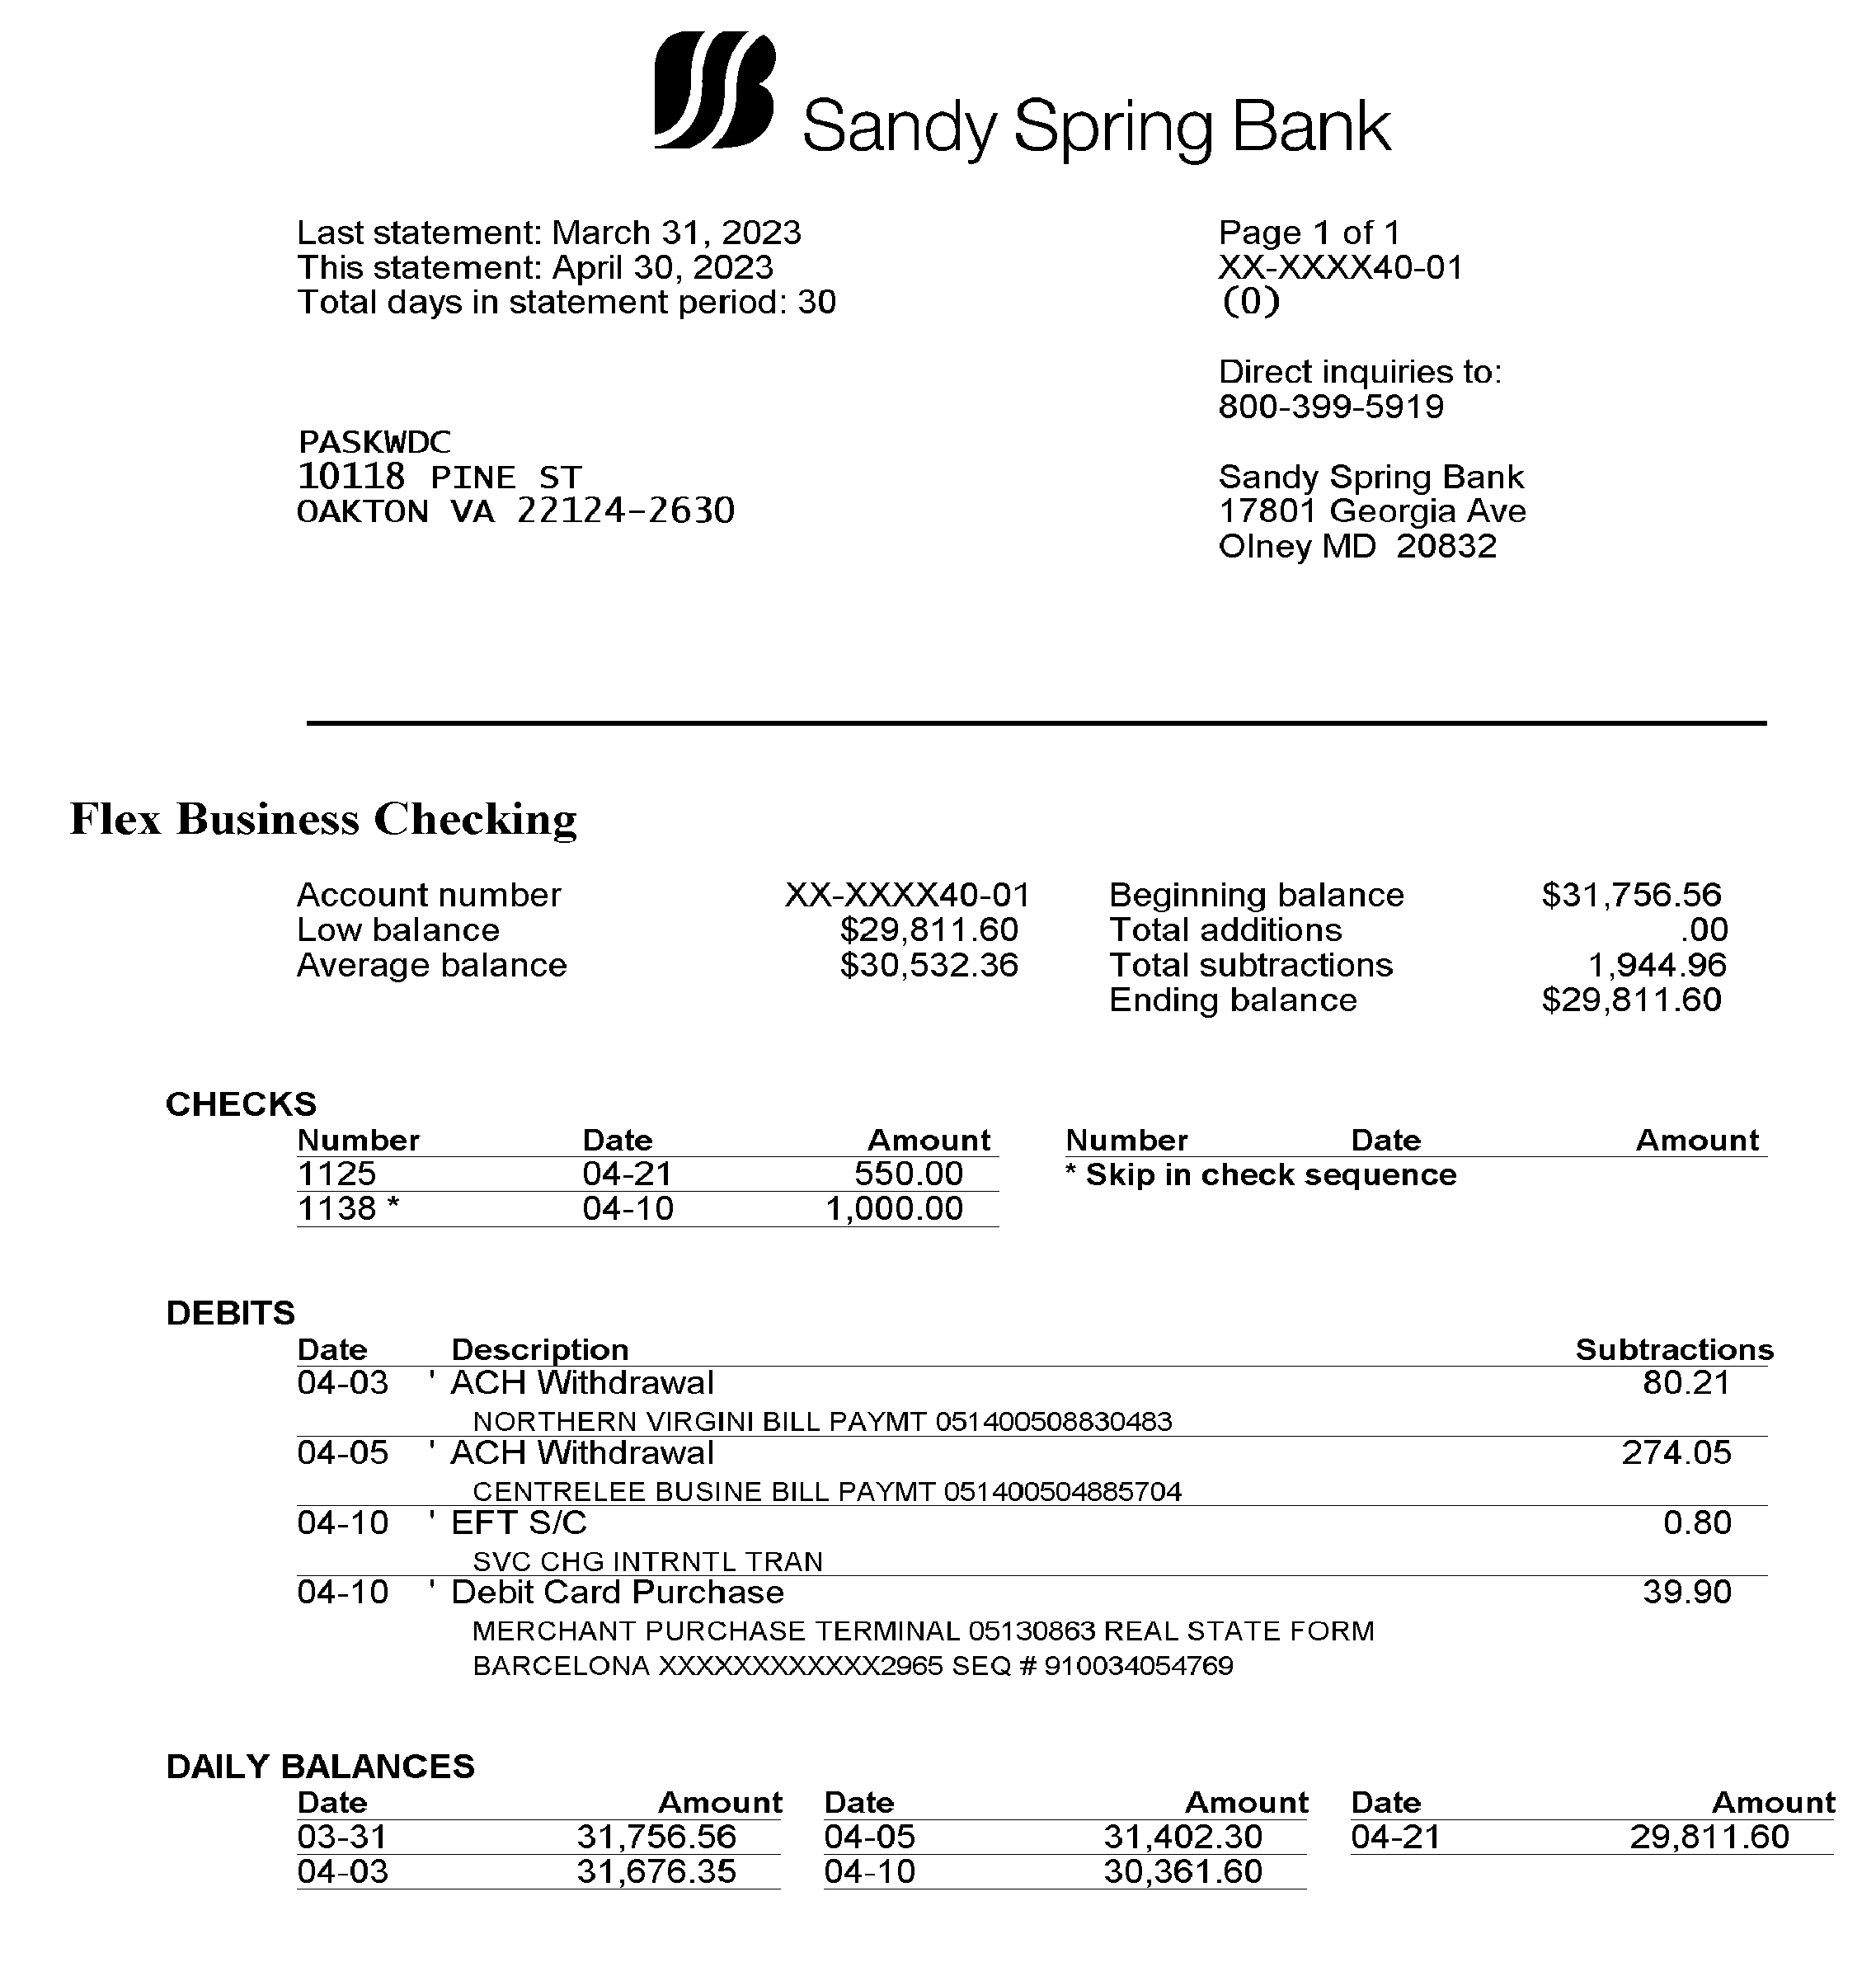 Sandy Spring Bank
Last statement: March 31, 2023
This statement: April 30, 2023
Total days in statement period: 30
Page 1 of 1
XX-XXXX40-01
(0)
Direct inquiries to:
800-399-5919
PASKWDC
10118 PINE ST
OAKTON VA 22124-2630
Sandy Spring Bank
17801 Georgia Ave
Olney MD 20832
Flex Business Checking
Account number XX-XXXX40-01 Beginning balance $31,756.56
Low balance $29,811.60 Total additions .00
Average balance $30,532.36 Total subtractions 1,944.96
Ending balance $29,811.60
CHECKS
Number Date Amount Number Date Amount
1125 04-21 550.00 * Skip in check sequence
1138 * 04-10 1,000.00
DEBITS
Date Description Subtractions
04-03 ' ACH Withdrawal 80.21
NORTHERN VIRGINI BILL PAYMT 051400508830483
04-05 ' ACH Withdrawal 274.05
CENTRELEE BUSINE BILL PAYMT 051400504885704
04-10 ' EFT S/C 0.80
SVC CHG INTRNTL TRAN
04-10 ' Debit Card Purchase 39.90
MERCHANT PURCHASE TERMINAL 05130863 REAL STATE FORM
BARCELONA XXXXXXXXXXXX2965 SEQ # 910034054769
DAILY BALANCES
Date Amount Date Amount Date Amount
03-31 31,756.56 04-05 31,402.30 04-21 29,811.60
04-03 31,676.35 04-10 30,361.60